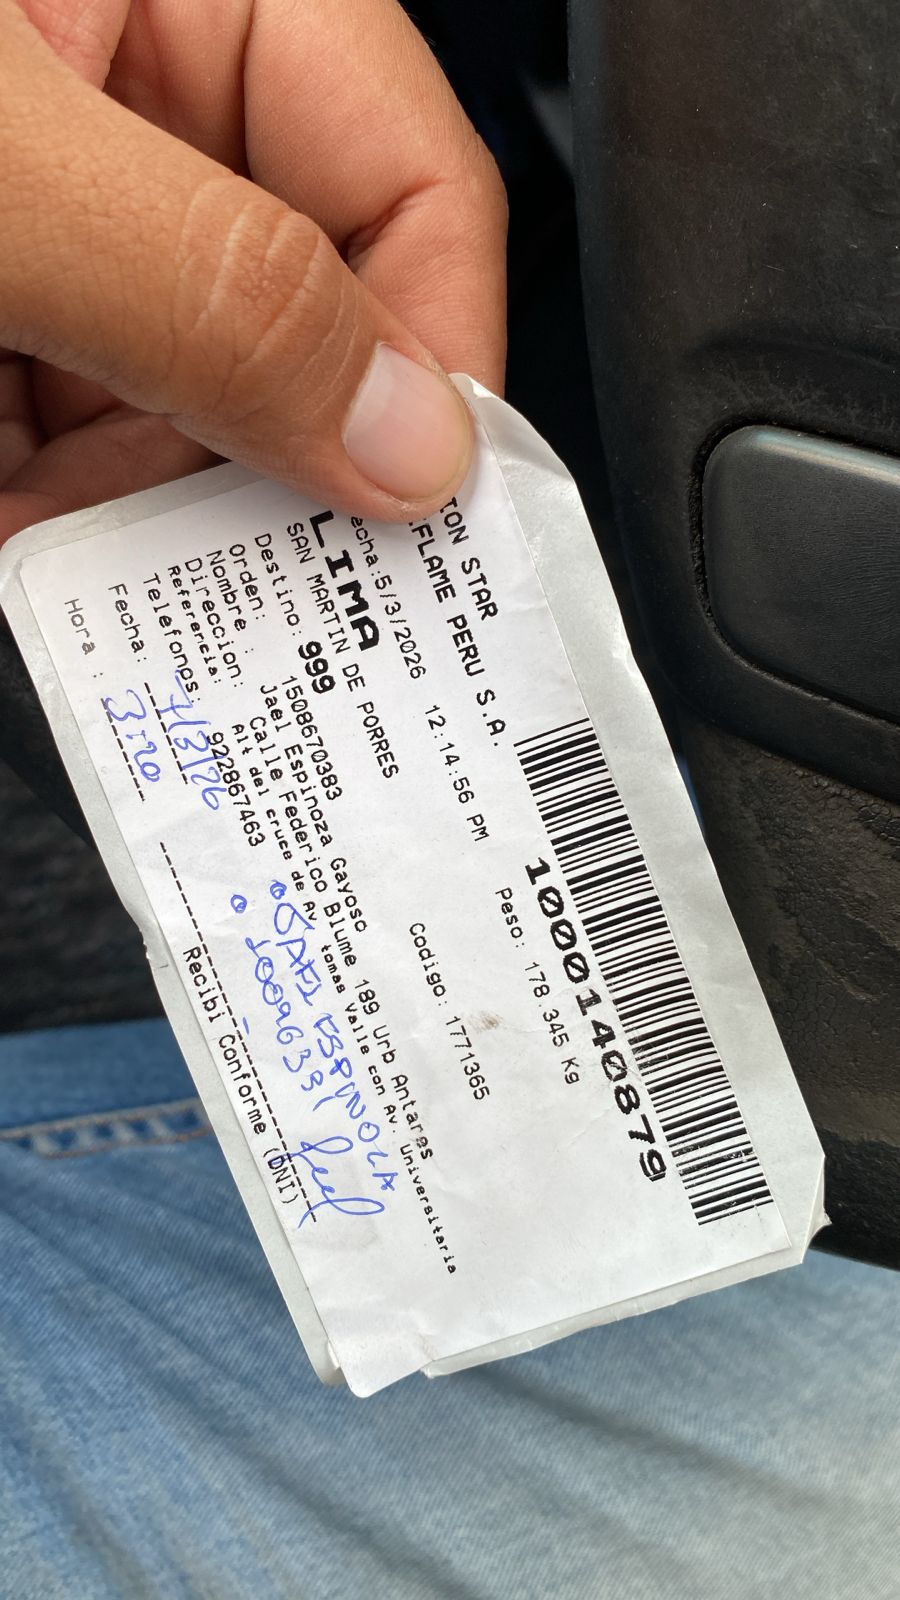 TON STAR
FLAME PERU S.A.
echa:5/3/2026 12:14:56 PM
Peso: 178.345 Kg
1000140879
LIMA
SAN MARTIN DE PORRES
Codigo: 1771365
Destino: 999
Orden: 1508670383
Nombre : Jael Espinoza Gayoso
Direccion: Calle Federico Blume 189 Urb Antares
Referencia: Alt del cruce de Av. tomas Valle con Av. Universitaria
Telefonos: 922867463
Fecha: 7/3/26
Hora : 3:20
ESPINOZA
Recibi Conforme (DNI)